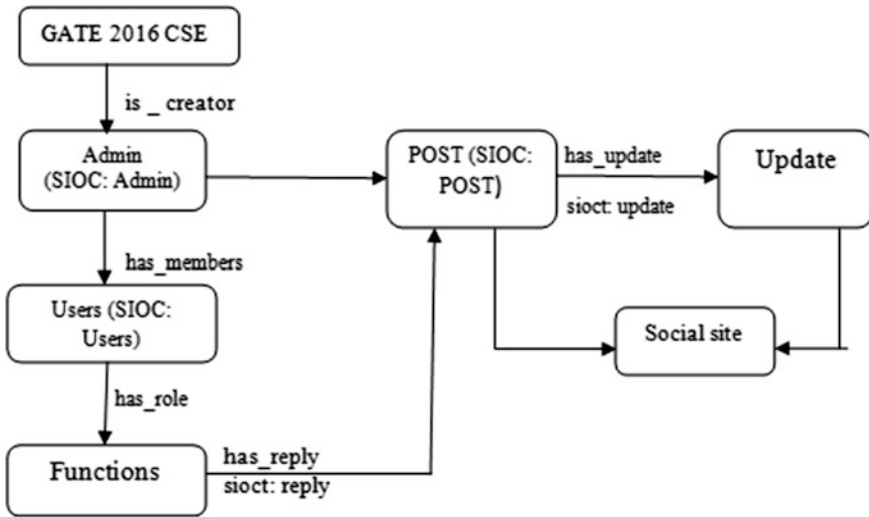 GATE 2016 CSE
is _ creator
Admin
(SIOC: Admin)
POST (SIOC:
POST)
has_update
sioct: update
Update
has_members
Users (SIOC:
Users)
Social site
has_role
Functions
has_reply
sioct: reply